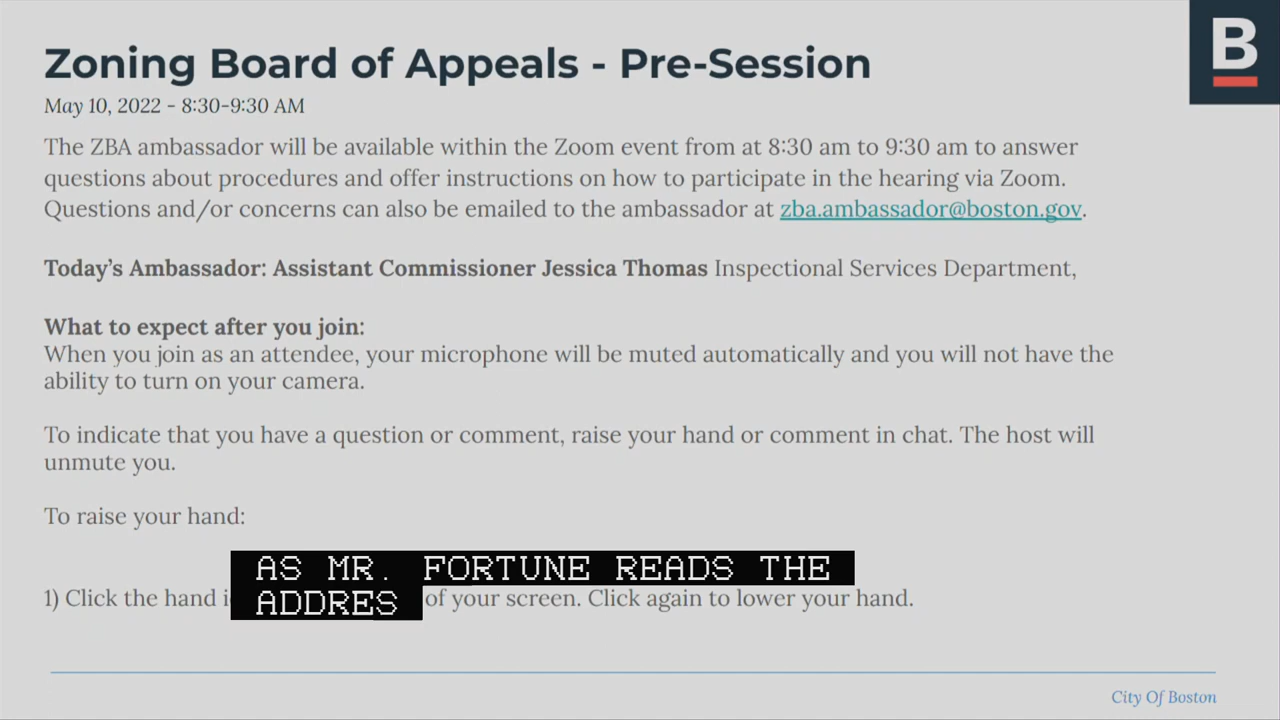 Zoning Board of Appeals - Pre-Session
B
May 10, 2022 - 8:30-9:30 AM
The ZBA ambassador will be available within the Zoom event from at 8:30 am to 9:30 am to answer
questions about procedures and offer instructions on how to participate in the hearing via Zoom.
Questions and/or concerns can also be emailed to the ambassador at zba.ambassador@boston.gov.
Today's Ambassador: Assistant Commissioner Jessica Thomas Inspectional Services Department,
What to expect after you join:
When you join as an attendee, your microphone will be muted automatically and you will not have the
ability to turn on your camera.
To indicate that you have a question or comment, raise your hand or comment in chat. The host will
unmute you.
To raise your hand:
AS MR. FORTUNE READS THE
ADDRES
1) Click the hand of your screen. Click again to lower your hand.
City Of Boston